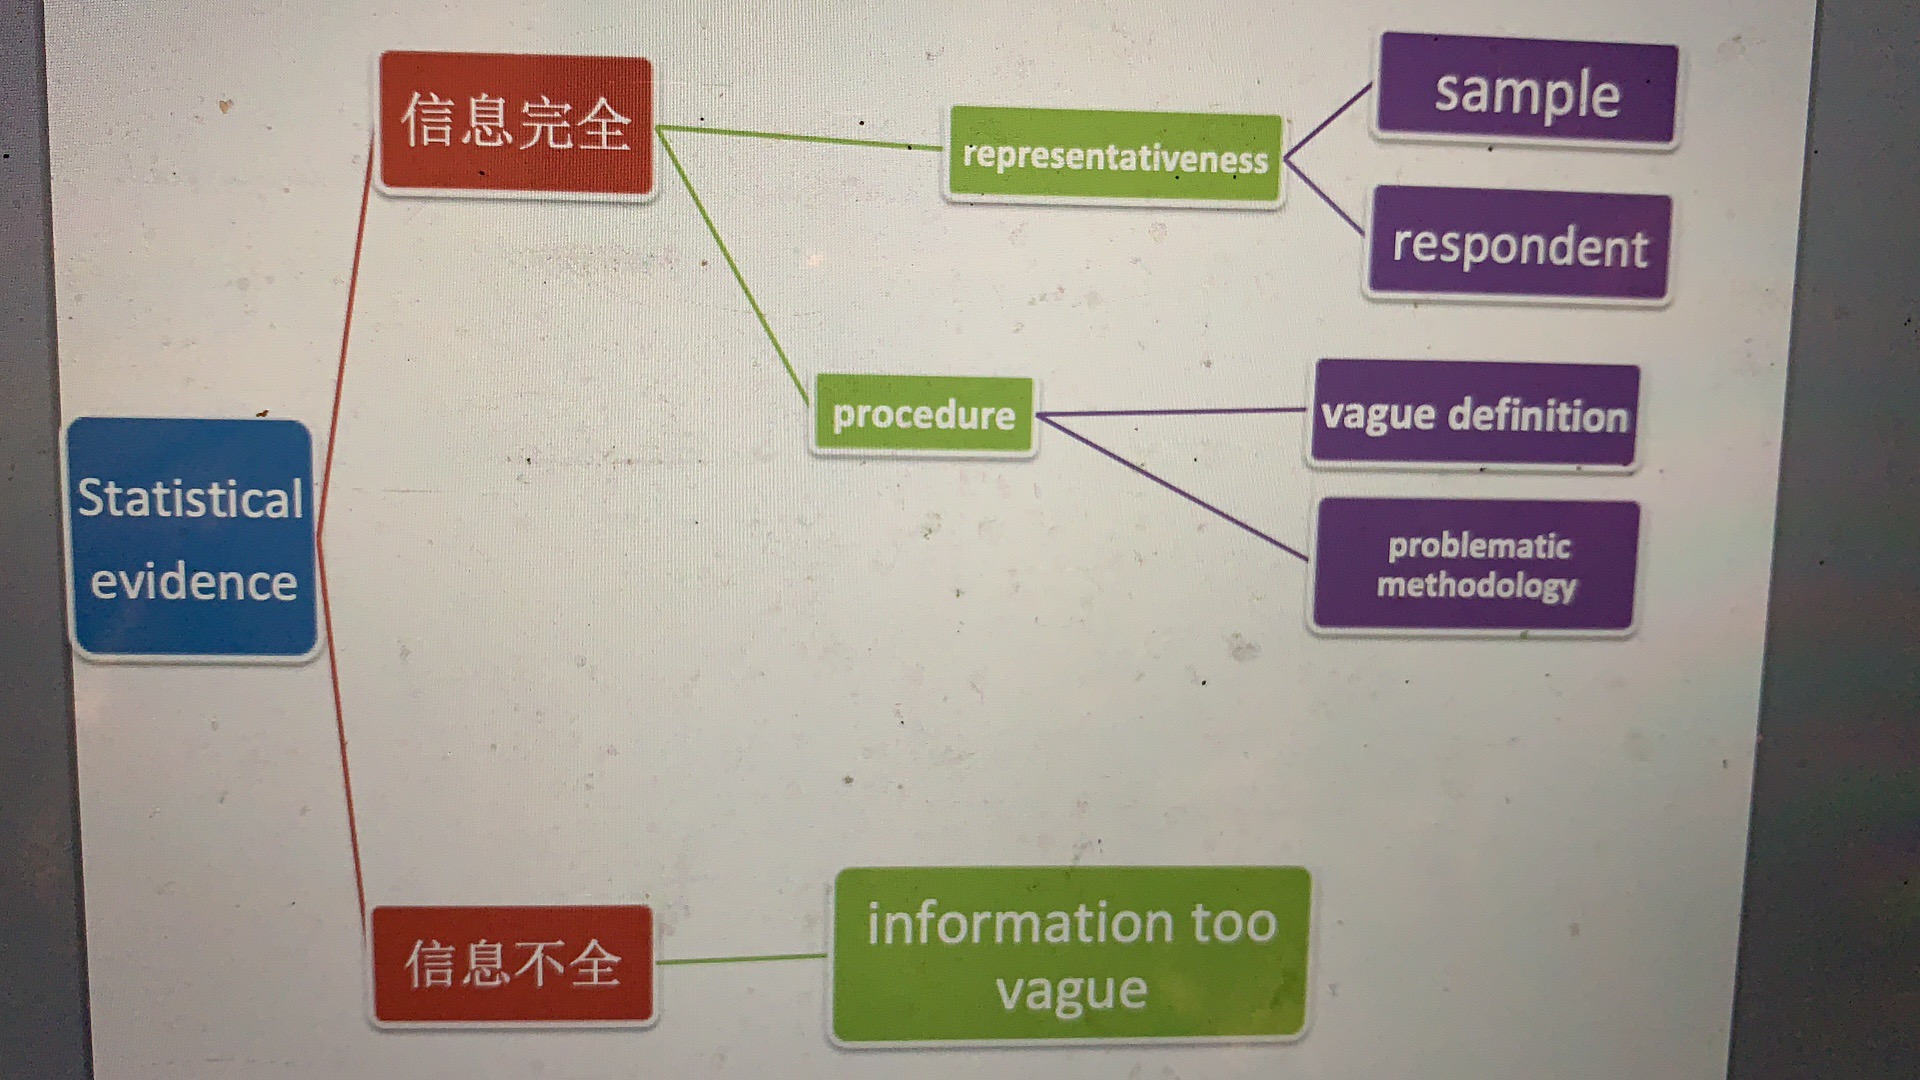 信息完全
sample
representativeness
respondent
procedure
vague definition
Statistical
evidence
problematic
methodology
信息不全
information too
vague